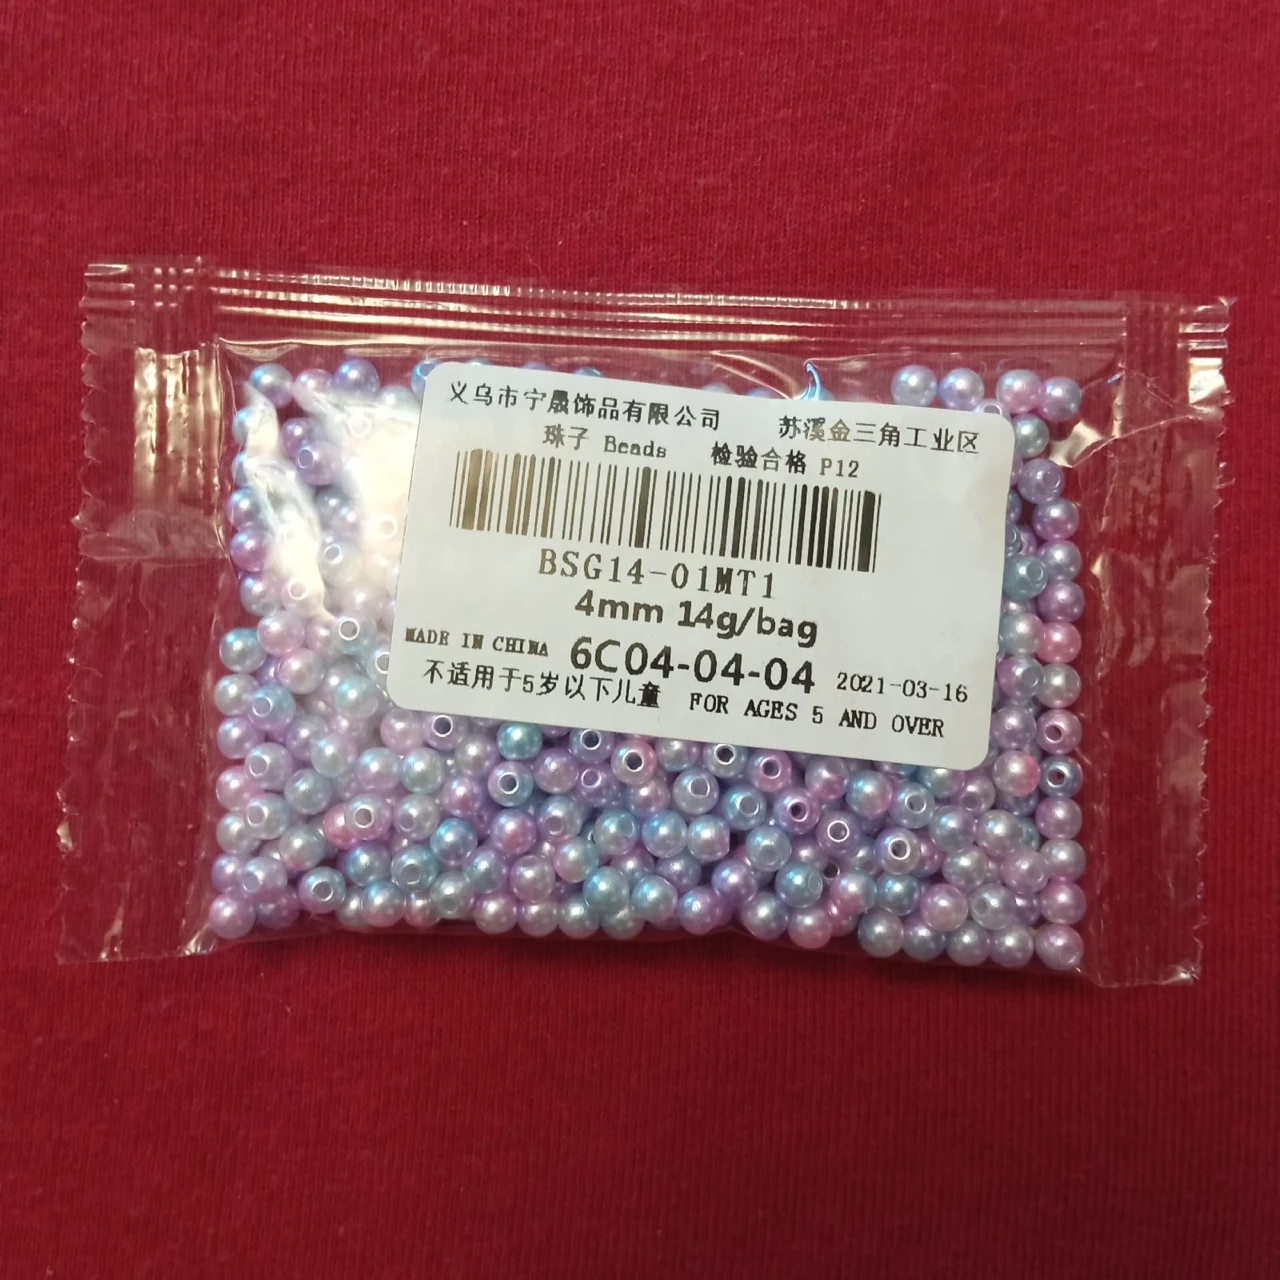 义乌市宁晟饰品有限公司 苏溪金三角工业区
珠子 Beads 检验合格 P12
BSG14-01MT1
4mm 14g/bag
MADE IN CHINA 6C04-04-04 2021-03-16
不适用于5岁以下儿童 FOR AGES 5 AND OVER